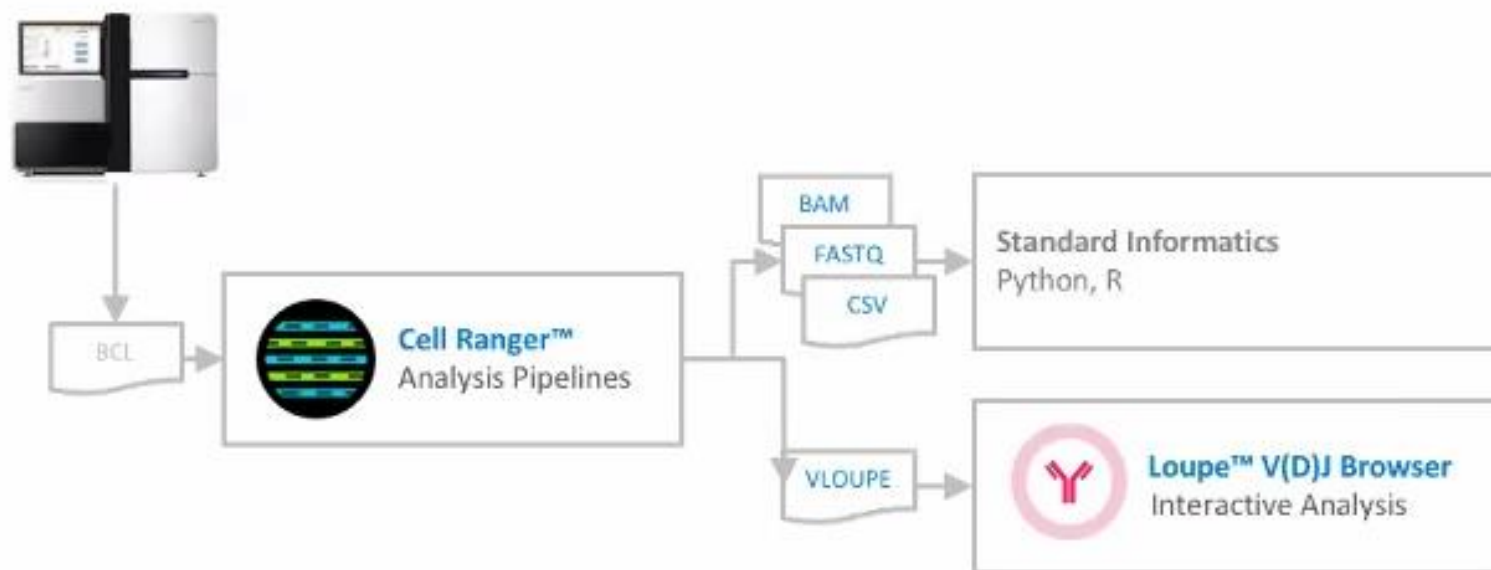 BCL
Cell Ranger™
Analysis Pipelines
BAM
FASTQ
CSV
Standard Informatics
Python, R
VLOUPE
Loupe™ V(D)J Browser
Interactive Analysis